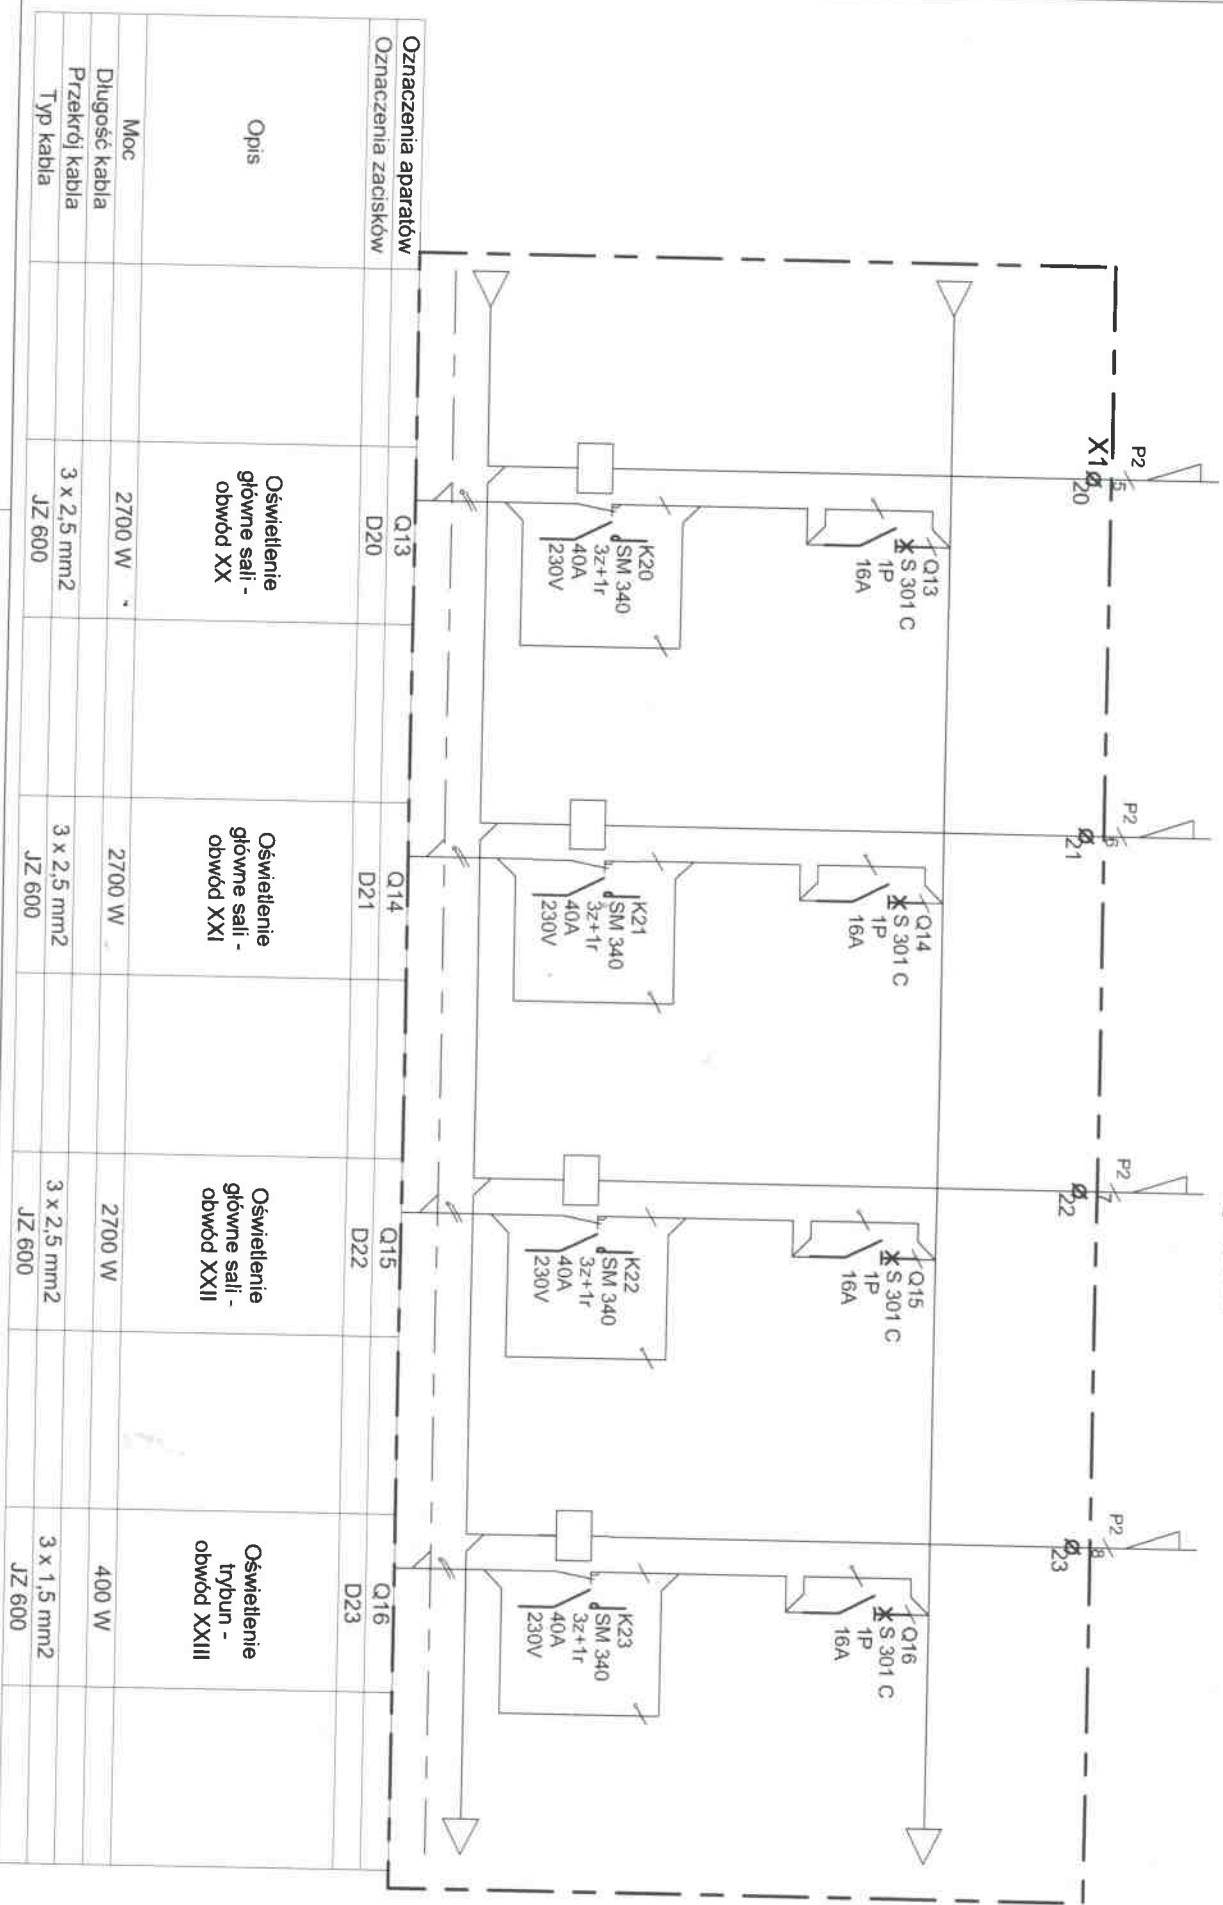 P2
5
X1
20
P2
6
21
P2
7
22
P2
8
23
Q13
S 301 C
1P
16A
Q14
S 301 C
1P
16A
Q15
S 301 C
1P
16A
Q16
S 301 C
1P
16A
K20
SM 340
3z+1r
40A
230V
K21
SM 340
3z+1r
40A
230V
K22
SM 340
3z+1r
40A
230V
K23
SM 340
3z+1r
40A
230V
Oznaczenia aparatów
Q13
Q14
Q15
Q16
Oznaczenia zacisków
D20
D21
D22
D23
Opis
Oświetlenie
główne sali -
obwód XX
Oświetlenie
główne sali -
obwód XXI
Oświetlenie
główne sali -
obwód XXII
Oświetlenie
trybun -
obwód XXIII
Moc
2700 W
2700 W
2700 W
400 W
Długość kabla
Przekrój kabla
3 x 2,5 mm2
3 x 2,5 mm2
3 x 2,5 mm2
3 x 1,5 mm2
Typ kabla
JZ 600
JZ 600
JZ 600
JZ 600